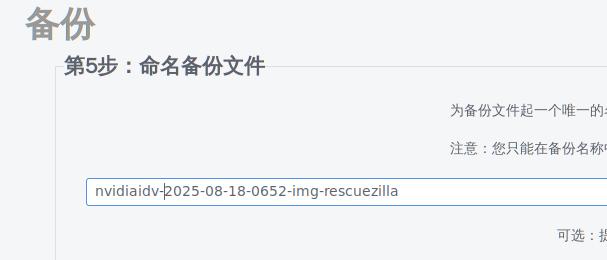 备份
第5步：命名备份文件
为备份文件起一个唯一的
注意：您只能在备份名称
nvidiaidv-2025-08-18-0652-img-rescuezilla
可选：